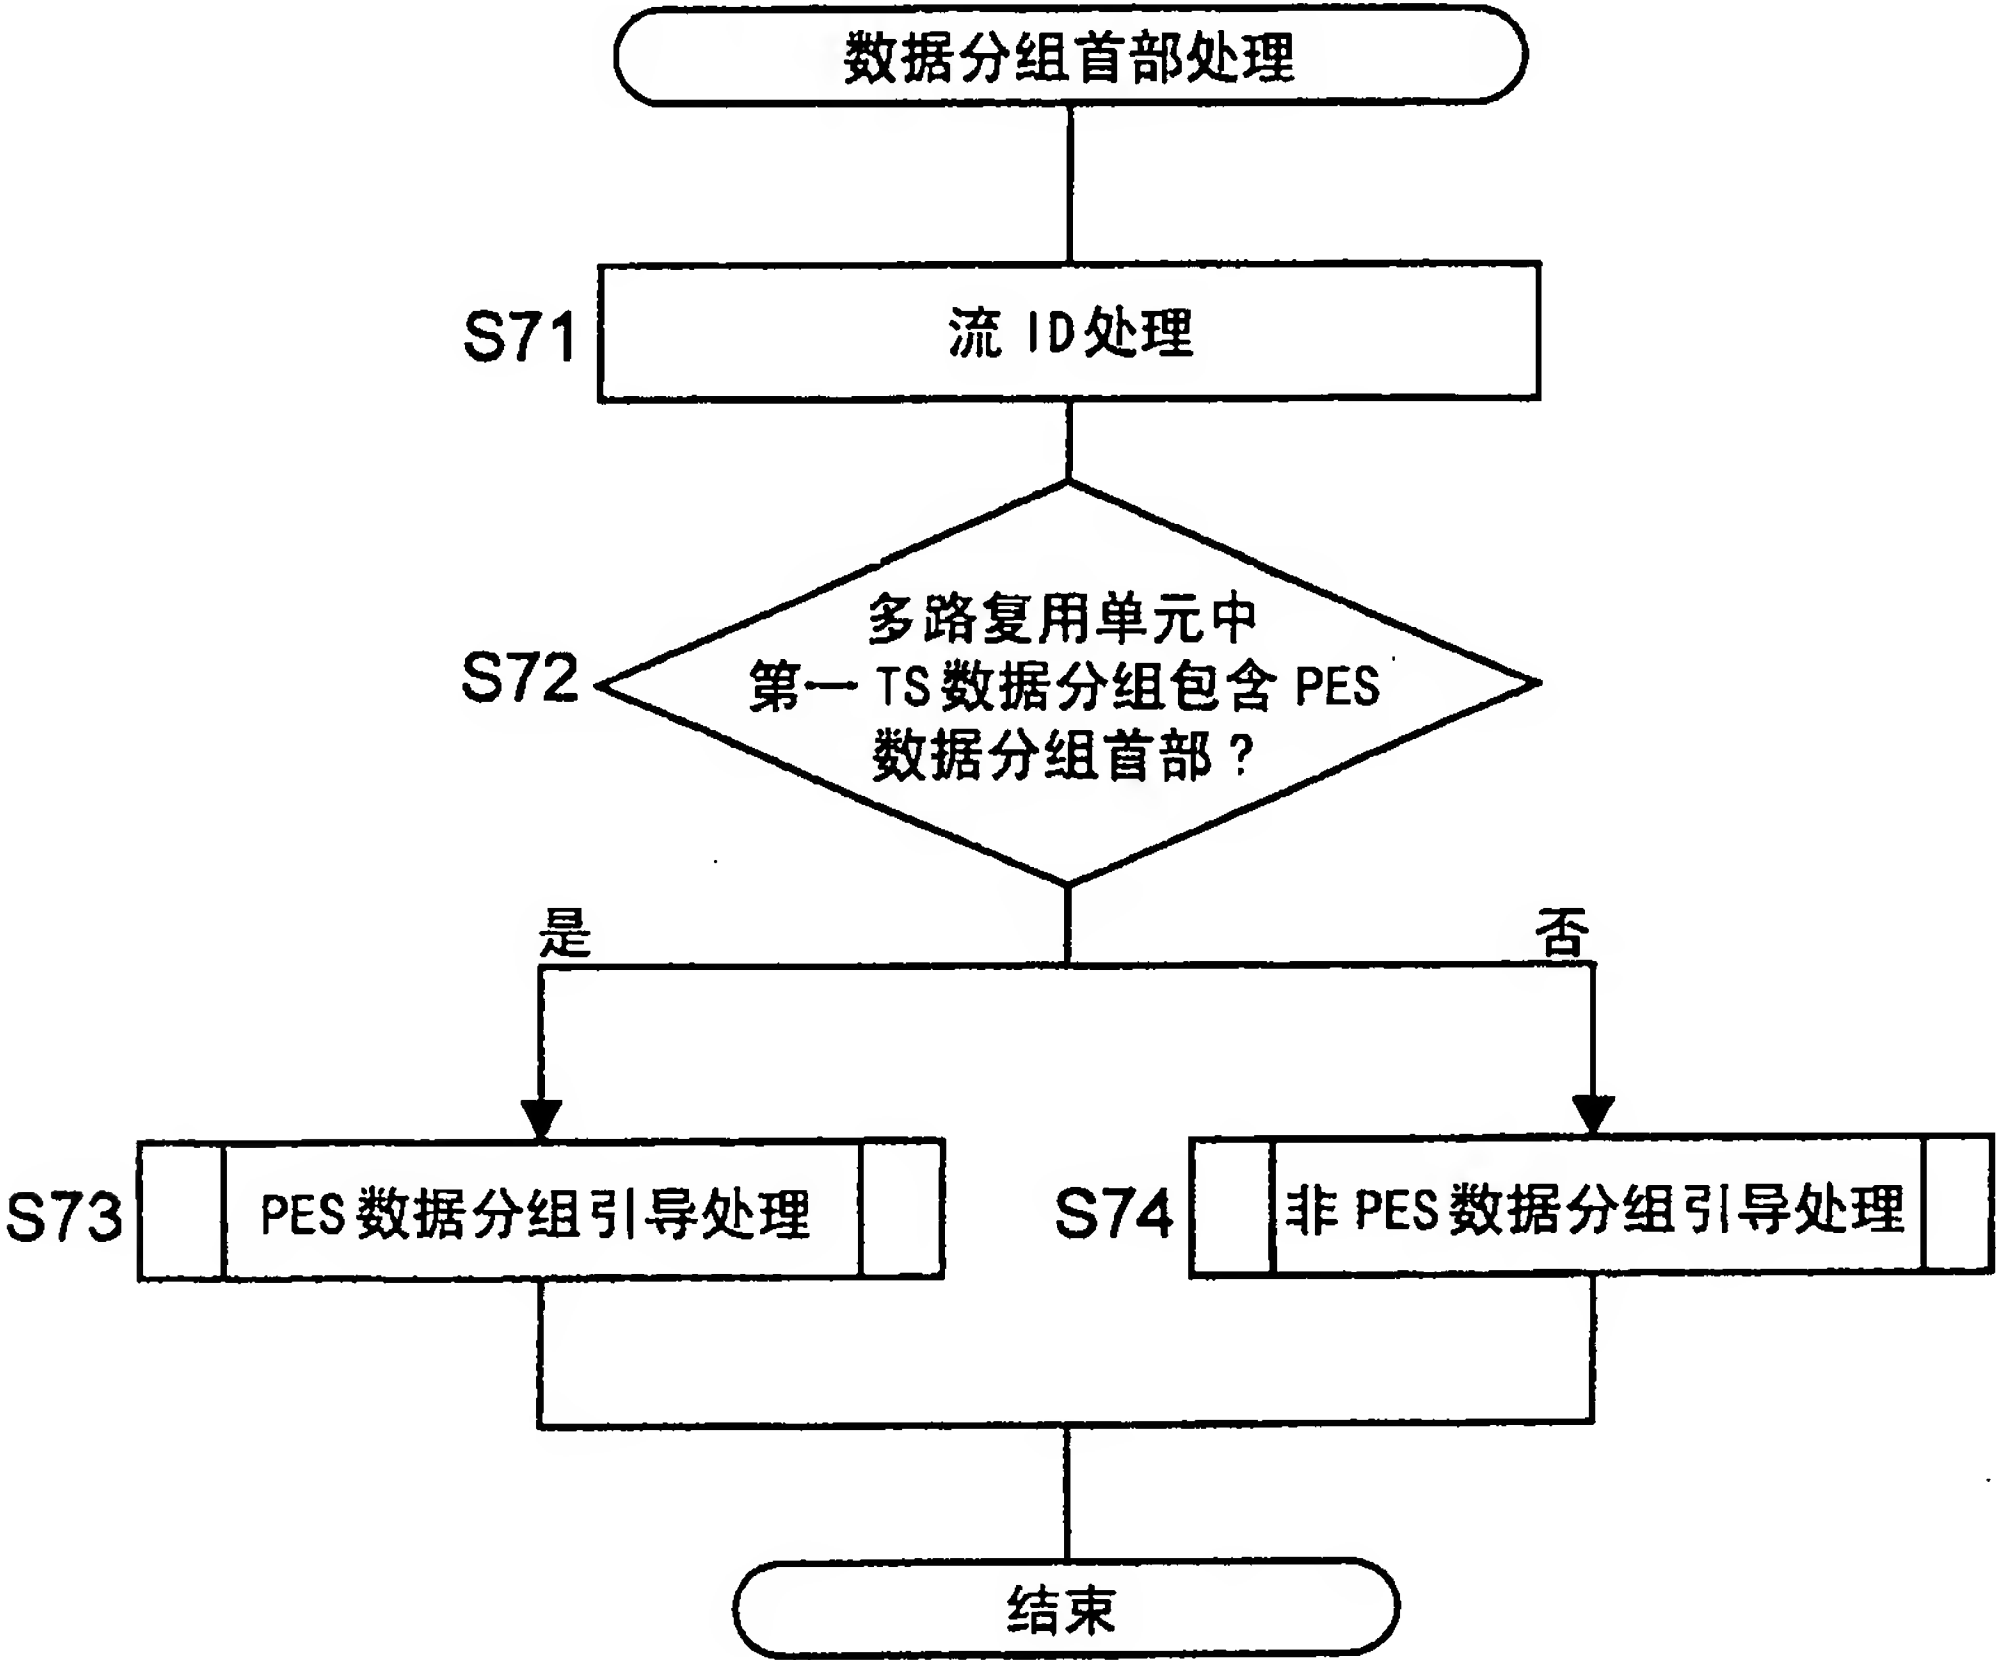 数据分组首部处理
S71
流 ID处理
S72
多路复用单元中
第一TS数据分组包含PES
数据分组首部？
是
否
S73
PES数据分组引导处理
S74
非PES数据分组引导处理
结束